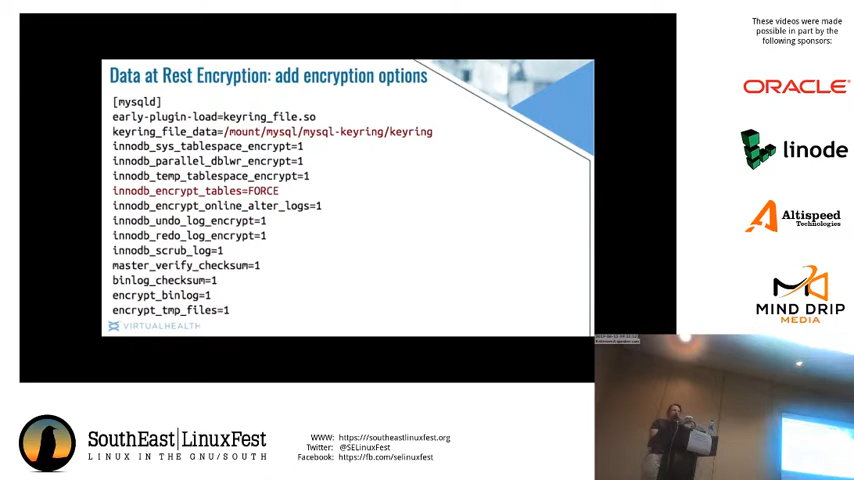 These videos were made
possible in part by the
following sponsors:
ORACLE
linode
Altispeed
Technologies
MIND DRIP
MEDIA
Data at Rest Encryption: add encryption options
[mysqld]
early-plugin-load=keyring_file.so
keyring_file_data=/mount/mysql/mysql-keyring/keyring
innodb_sys_tablespace_encrypt=1
innodb_parallel_dblwr_encrypt=1
innodb_temp_tablespace_encrypt=1
innodb_encrypt_tables=FORCE
innodb_encrypt_online_alter_logs=1
innodb_undo_log_encrypt=1
innodb_redo_log_encrypt=1
innodb_scrub_log=1
master_verify_checksum=1
binlog_checksum=1
encrypt_binlog=1
encrypt_tmp_files=1
VIRTUALHEALTH
SouthEast|LinuxFest
LINUX IN THE GNU/SOUTH
WWW: https:///southeastlinuxfest.org
Twitter: @SELinuxFest
Facebook: https://fb.com/selinuxfest